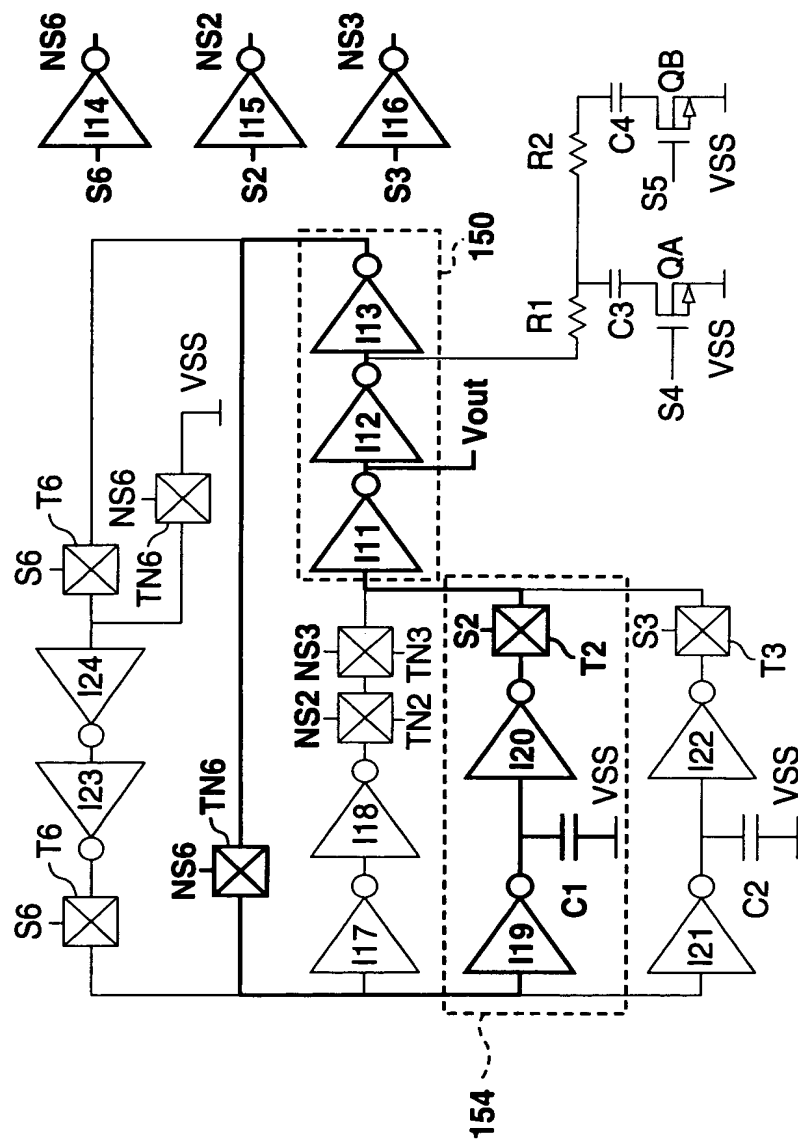 S6 I14 NS6
S2 I15 NS2
S3 I16 NS3
S6 T6
I23
I24
S6 T6
TN6 NS6
VSS
NS6 TN6
I17
I18
NS2 TN2
NS3 TN3
I11
I12
I13
150
Vout
I19
C1
VSS
I20
S2 T2
154
I21
C2
VSS
I22
S3 T3
R1
R2
C3
C4
S4 QA
VSS
S5 QB
VSS